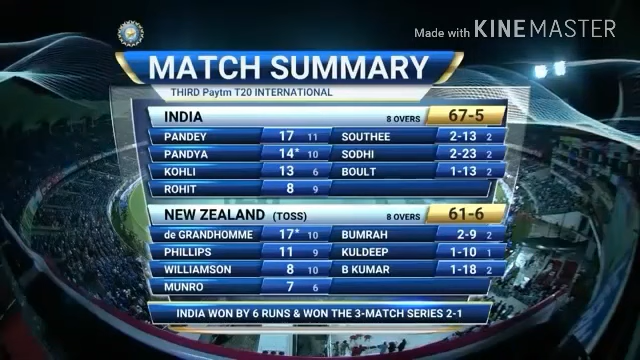 Made with KINEMASTER
MATCH SUMMARY
THIRD Paytm T20 INTERNATIONAL
INDIA 8 OVERS 67-5
PANDEY 17 11 SOUTHEE 2-13 2
PANDYA 14* 10 SODHI 2-23 2
KOHLI 13 6 BOULT 1-13 2
ROHIT 8 9
NEW ZEALAND (TOSS) 8 OVERS 61-6
de GRANDHOMME 17* 10 BUMRAH 2-9 2
PHILLIPS 11 9 KULDEEP 1-10 1
WILLIAMSON 8 10 B KUMAR 1-18 2
MUNRO 7 6
INDIA WON BY 6 RUNS & WON THE 3-MATCH SERIES 2-1